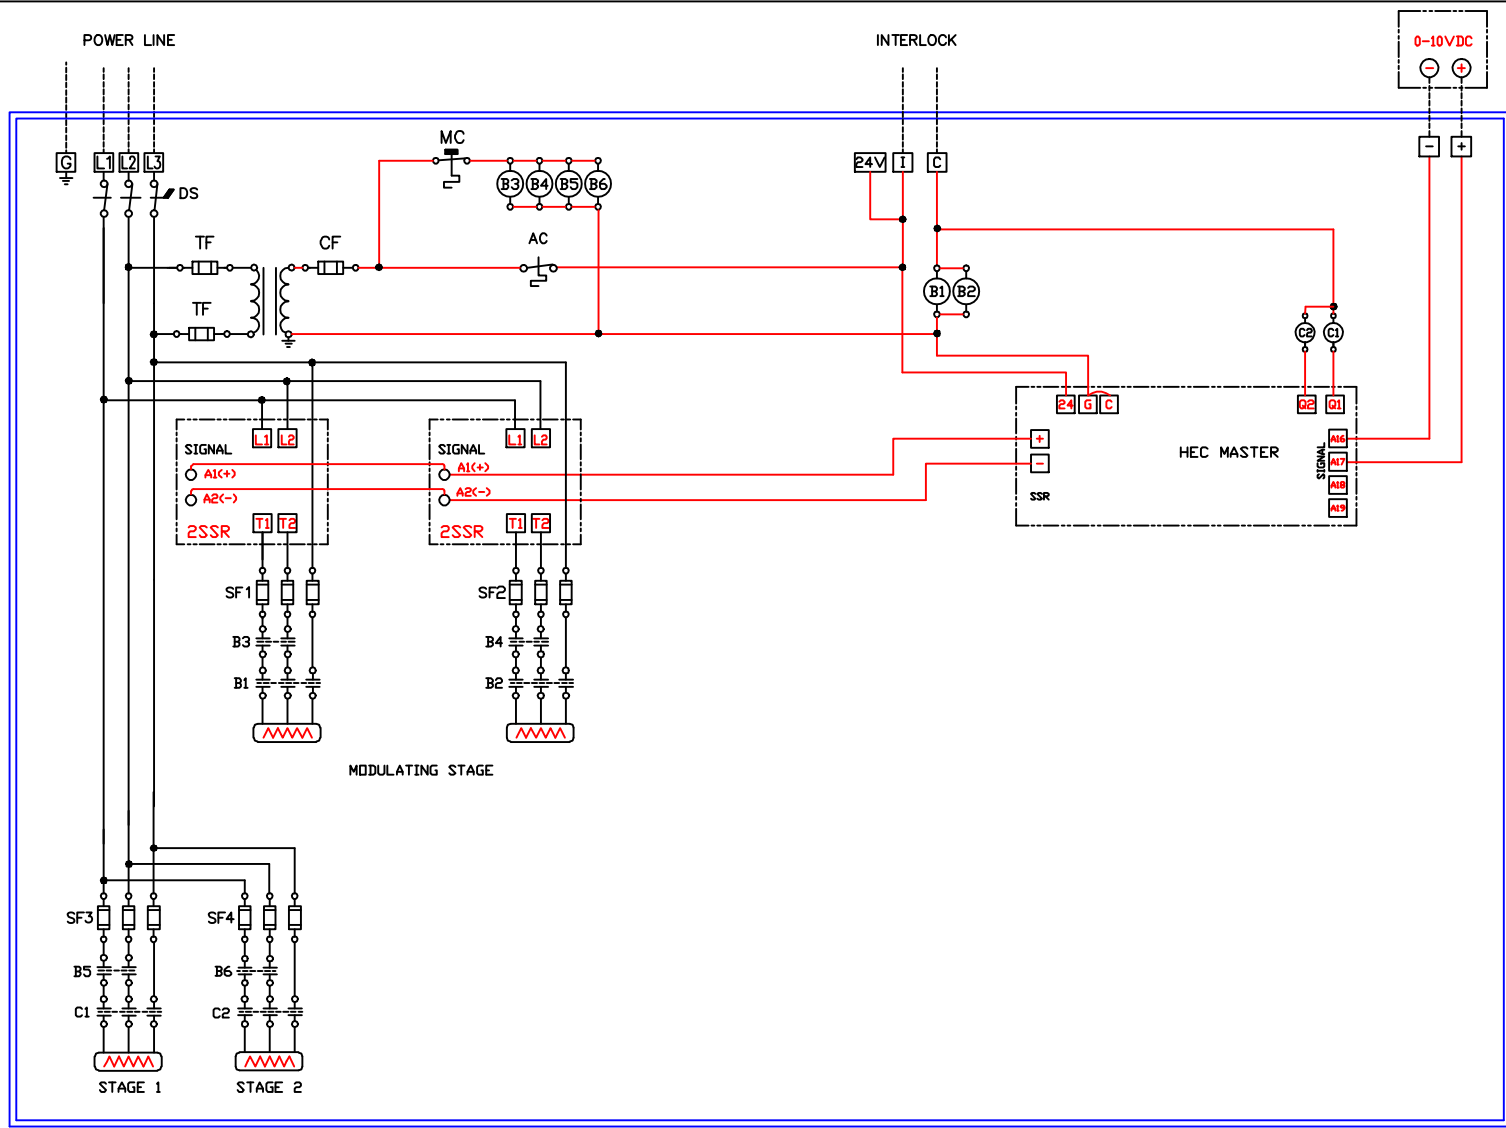 POWER LINE
INTERLOCK
0-10VDC
- +
MC
G L1 L2 L3
24V I C
- +
DS
B3 B4 B5 B6
TF
CF
AC
TF
B1 B2
C2 C1
24 G C
Q2 Q1
L1 L2
L1 L2
SIGNAL
SIGNAL
+
A16
HEC MASTER
SIGNAL
A1(+)
A1(+)
-
A17
A2(-)
A2(-)
SSR
A18
A19
T1 T2
T1 T2
2SSR
2SSR
SF1
SF2
B3
B4
B1
B2
MODULATING STAGE
SF3
SF4
B5
B6
C1
C2
STAGE 1
STAGE 2